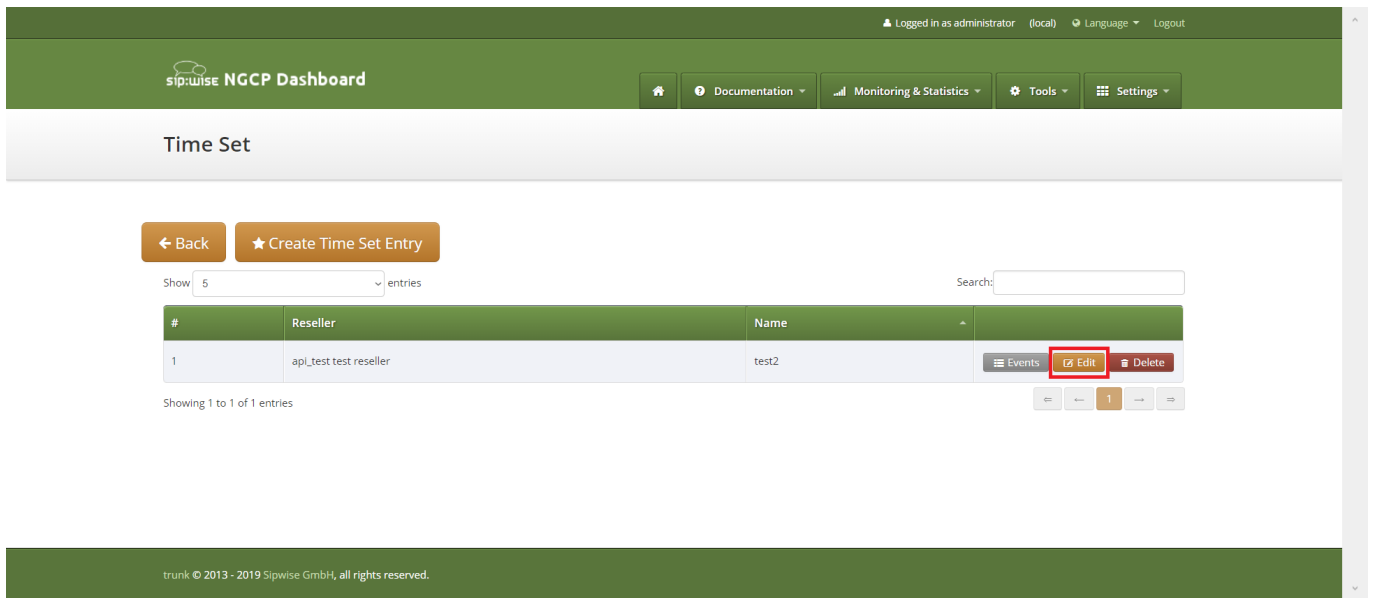 Logged in as administrator (local) Language Logout
sip:wise NGCP Dashboard
Documentation Monitoring & Statistics Tools Settings
Time Set
Back Create Time Set Entry
Show 5 entries Search:
# Reseller Name
1 api_test test reseller test2 Events Edit Delete
Showing 1 to 1 of 1 entries ⇐ ← 1 → ⇒
trunk © 2013 - 2019 Sipwise GmbH, all rights reserved.